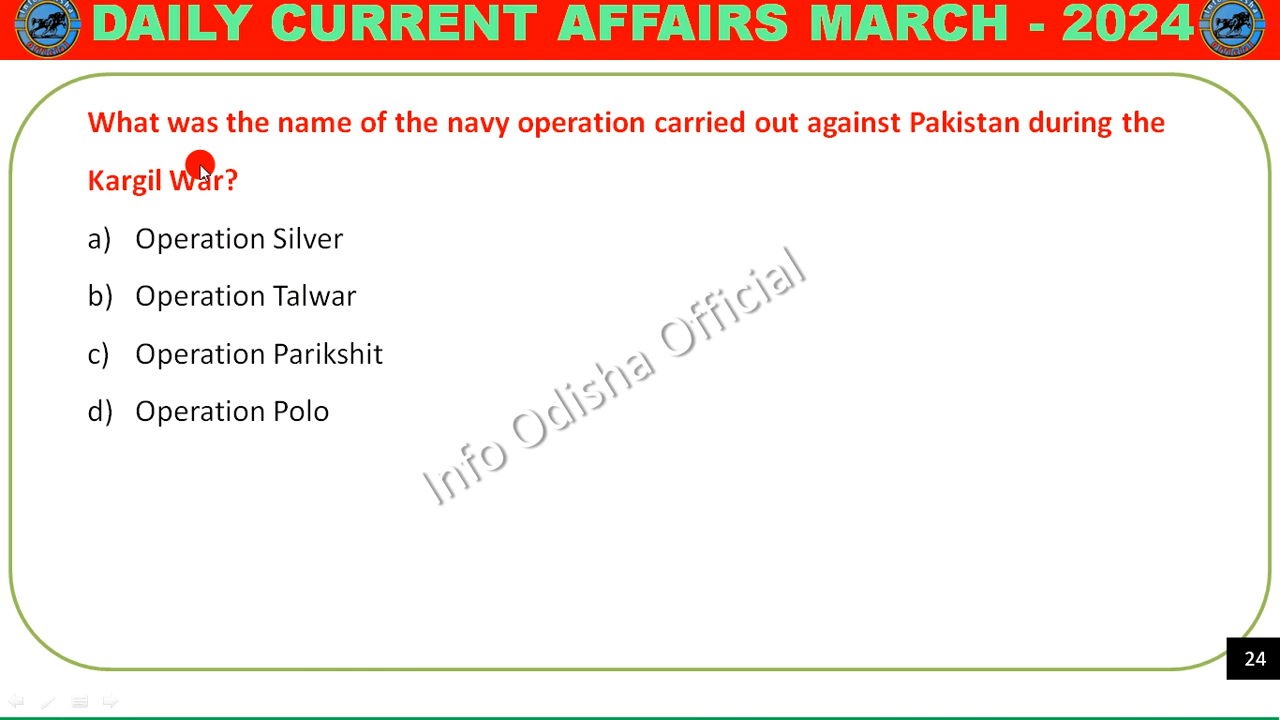 DAILY CURRENT AFFAIRS MARCH - 2024
What was the name of the navy operation carried out against Pakistan during the
Kargil War?
a) Operation Silver
b) Operation Talwar
c) Operation Parikshit
d) Operation Polo
Info Odisha Official
24